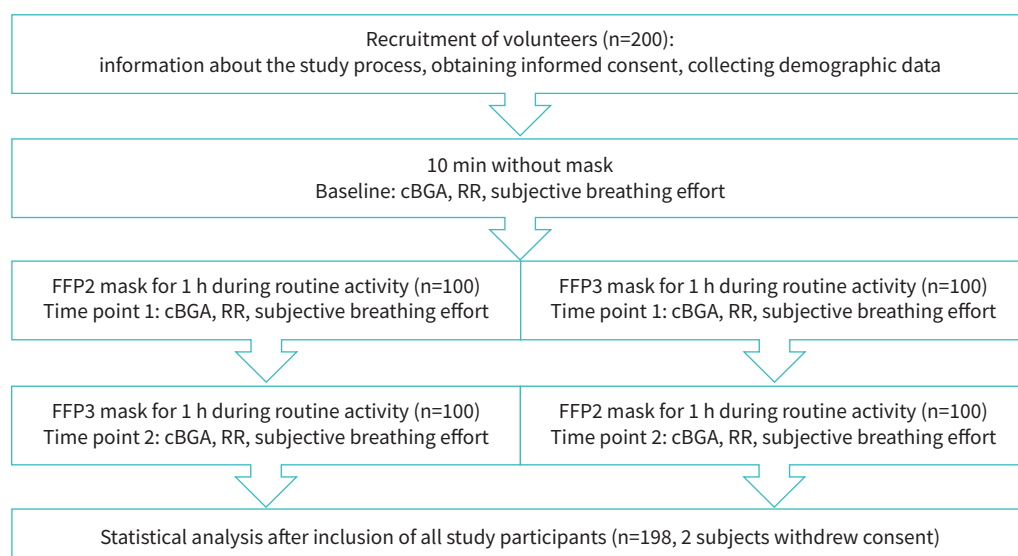 Recruitment of volunteers (n=200):
information about the study process, obtaining informed consent, collecting demographic data
10 min without mask
Baseline: cBGA, RR, subjective breathing effort
FFP2 mask for 1 h during routine activity (n=100)
Time point 1: cBGA, RR, subjective breathing effort
FFP3 mask for 1 h during routine activity (n=100)
Time point 1: cBGA, RR, subjective breathing effort
FFP3 mask for 1 h during routine activity (n=100)
Time point 2: cBGA, RR, subjective breathing effort
FFP2 mask for 1 h during routine activity (n=100)
Time point 2: cBGA, RR, subjective breathing effort
Statistical analysis after inclusion of all study participants (n=198, 2 subjects withdrew consent)